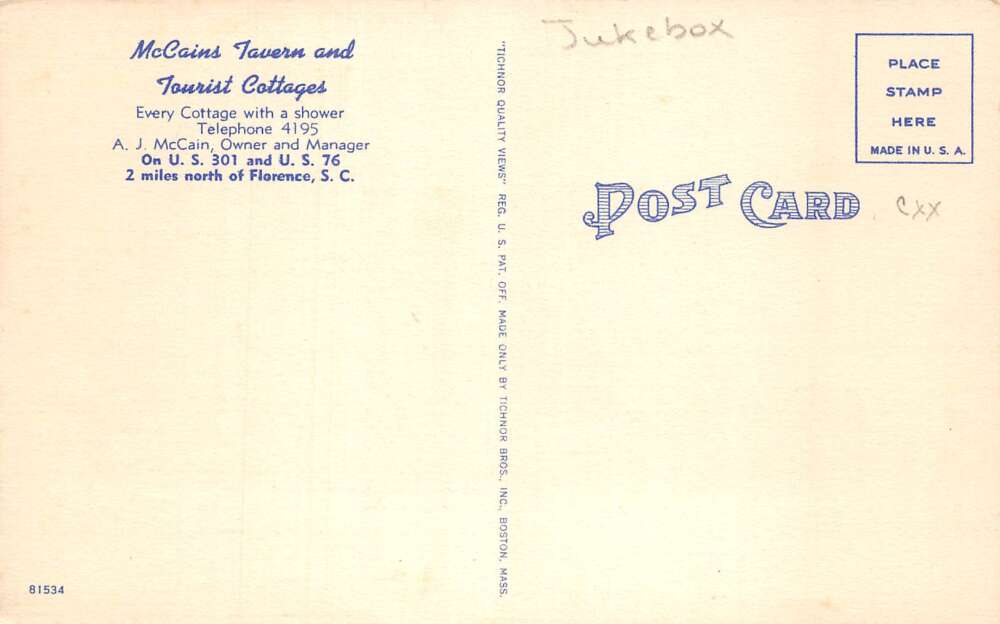 McCains Tavern and
Tourist Cottages
Every Cottage with a shower
Telephone 4195
A. J. McCain, Owner and Manager
On U. S. 301 and U. S. 76
2 miles north of Florence, S. C.
81534
"TICHNOR QUALITY VIEWS" REG. U. S. PAT. OFF. MADE ONLY BY TICHNOR BROS., INC., BOSTON, MASS.
Jukebox
PLACE
STAMP
HERE
MADE IN U. S. A.
POST CARD
CXX